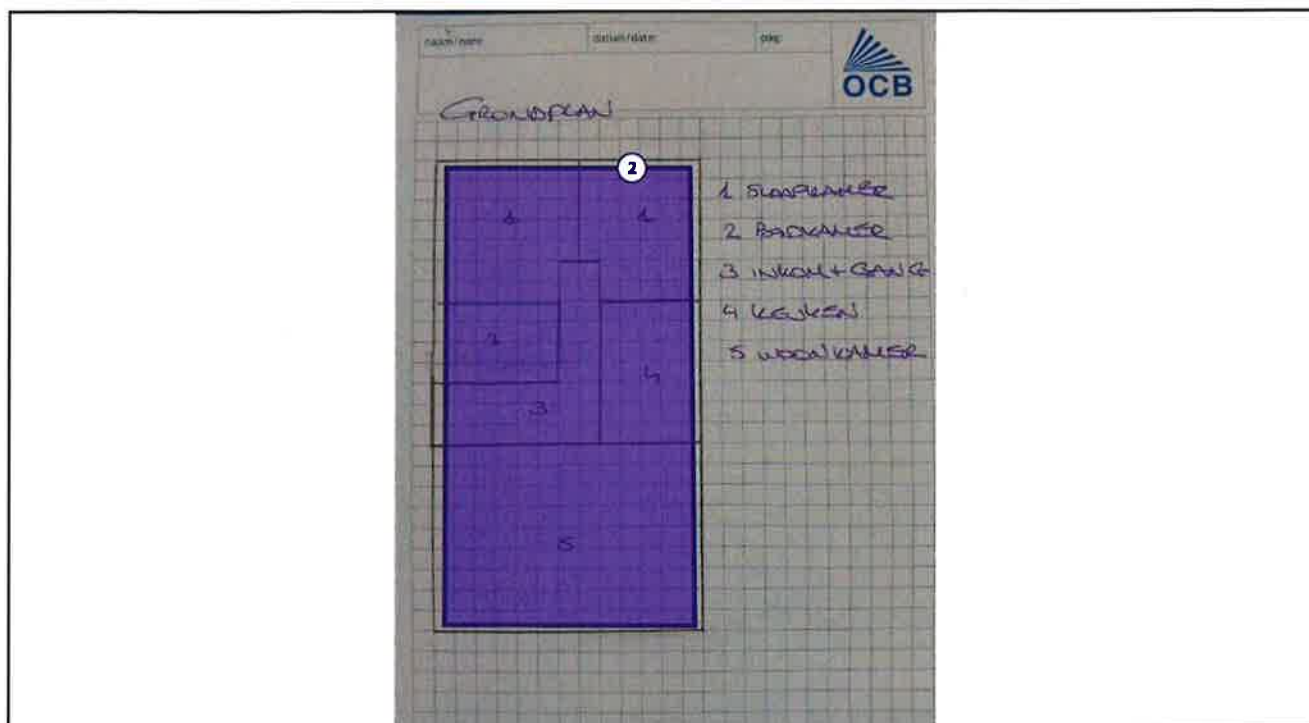 naam / nom:
datum / date:
pag:
OCB
GRONDPLAN
2
1
1
1 SLAAPKAMER
2 BADKAMER
3 INKOM + GANG
4 KEUKEN
5 WOONKAMER
2
4
3
5